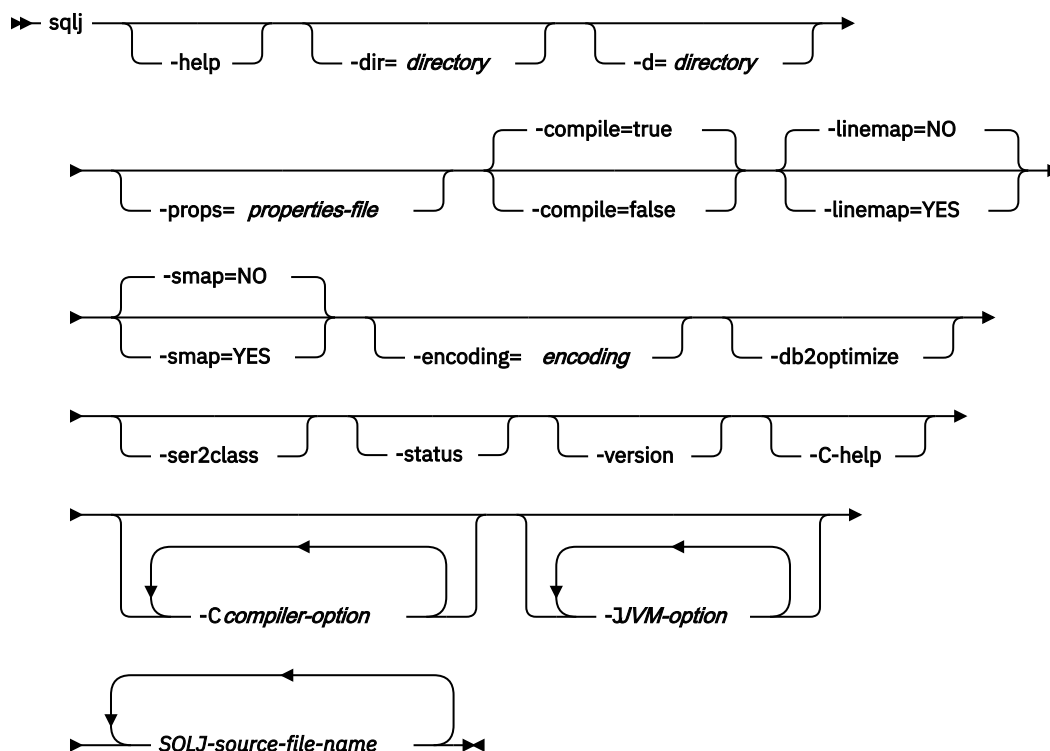 sqlj
-help -dir= directory -d= directory
-compile=true -linemap=NO
-props= properties-file -compile=false -linemap=YES
-smap=NO
-smap=YES -encoding= encoding -db2optimize
-ser2class -status -version -C-help
-Ccompiler-option -JJVM-option
SQLJ-source-file-name